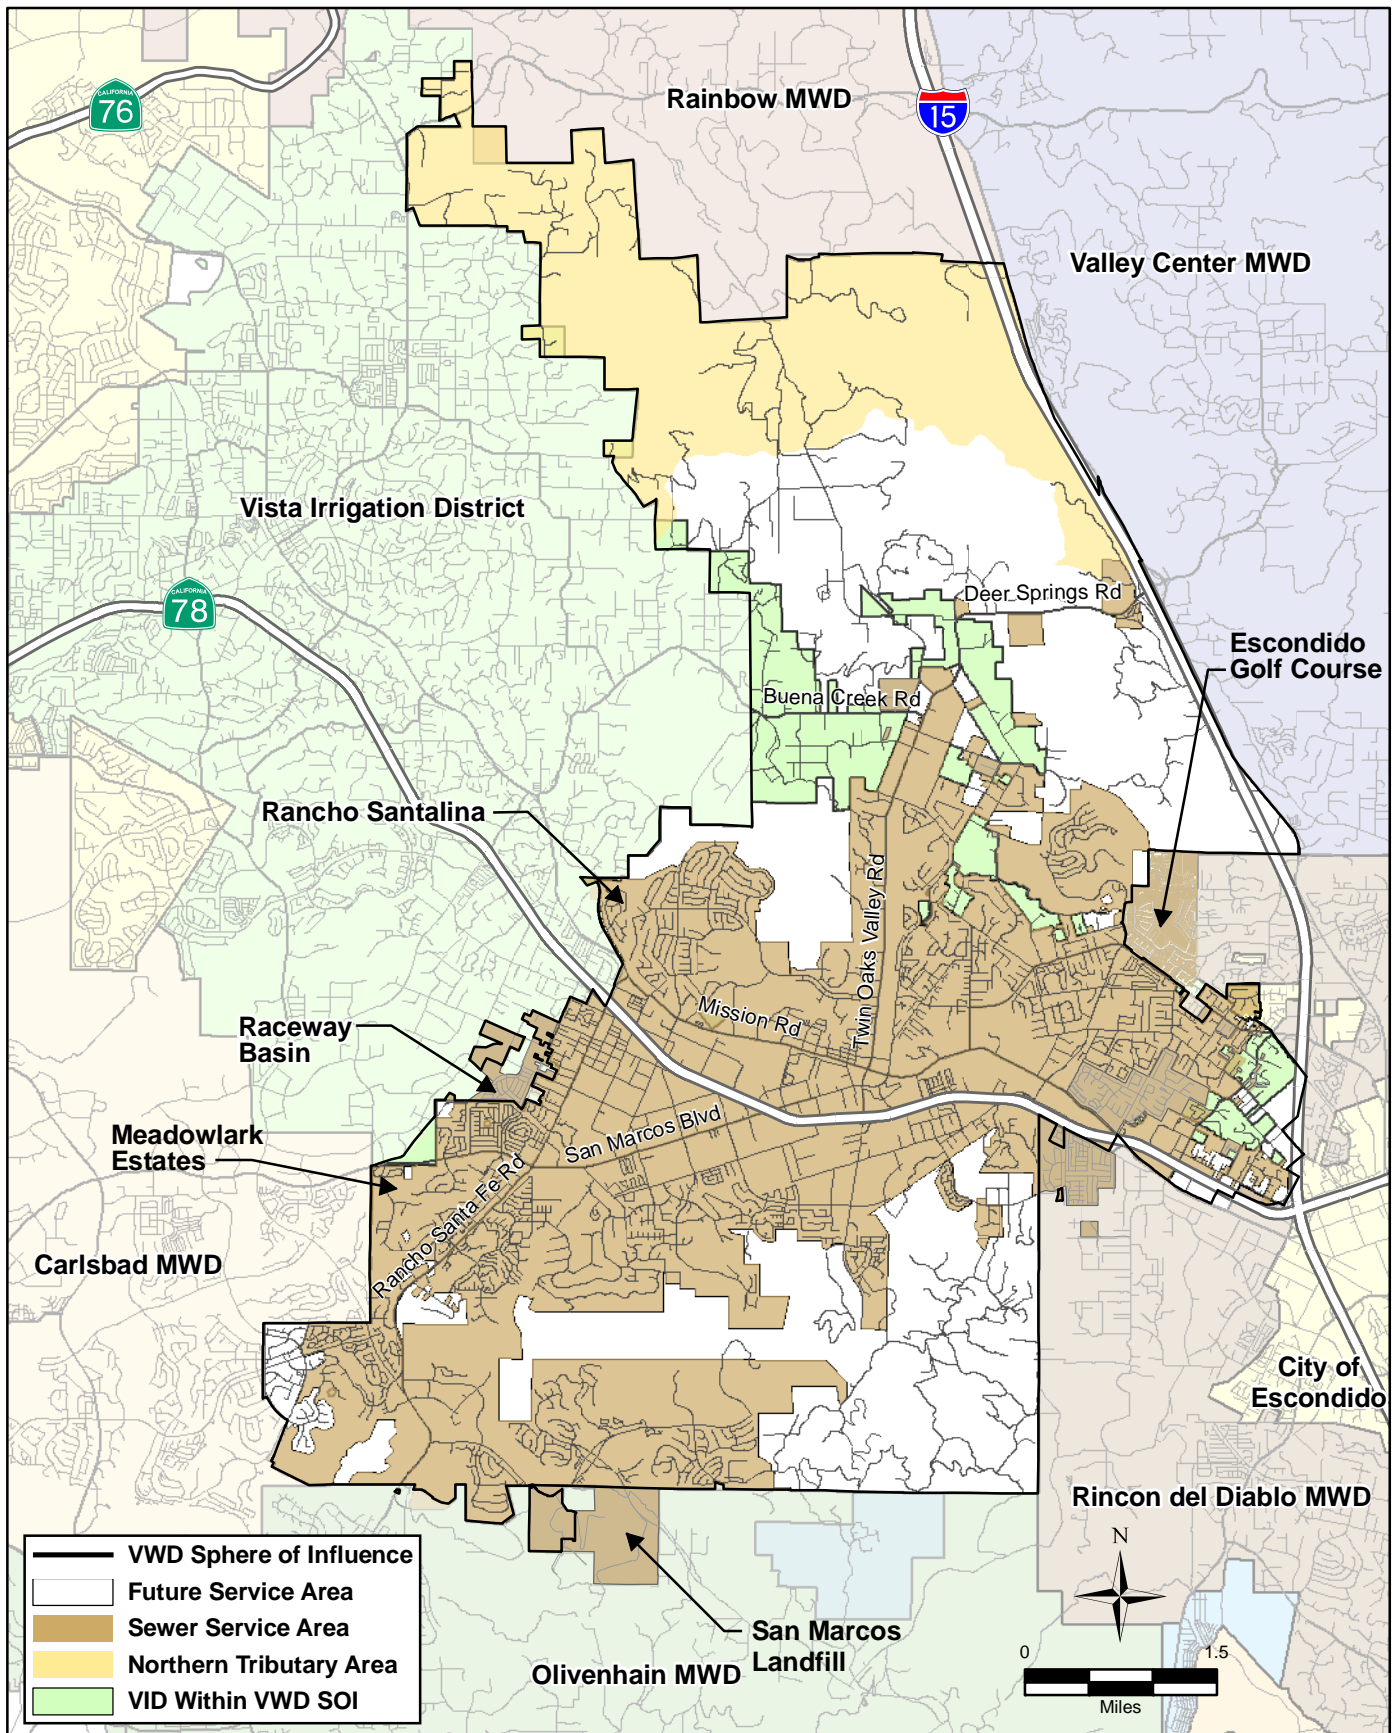 CALIFORNIA
76
Rainbow MWD
15
Valley Center MWD
Vista Irrigation District
CALIFORNIA
78
Deer Springs Rd
Escondido
Golf Course
Buena Creek Rd
Rancho Santalina
Twin Oaks Valley Rd
Mission Rd
Raceway
Basin
San Marcos Blvd
Meadowlark
Estates
Rancho Santa Fe Rd
Carlsbad MWD
City of
Escondido
Rincon del Diablo MWD
N
San Marcos
Landfill
Olivenhain MWD
0 1.5
Miles
VWD Sphere of Influence
Future Service Area
Sewer Service Area
Northern Tributary Area
VID Within VWD SOI